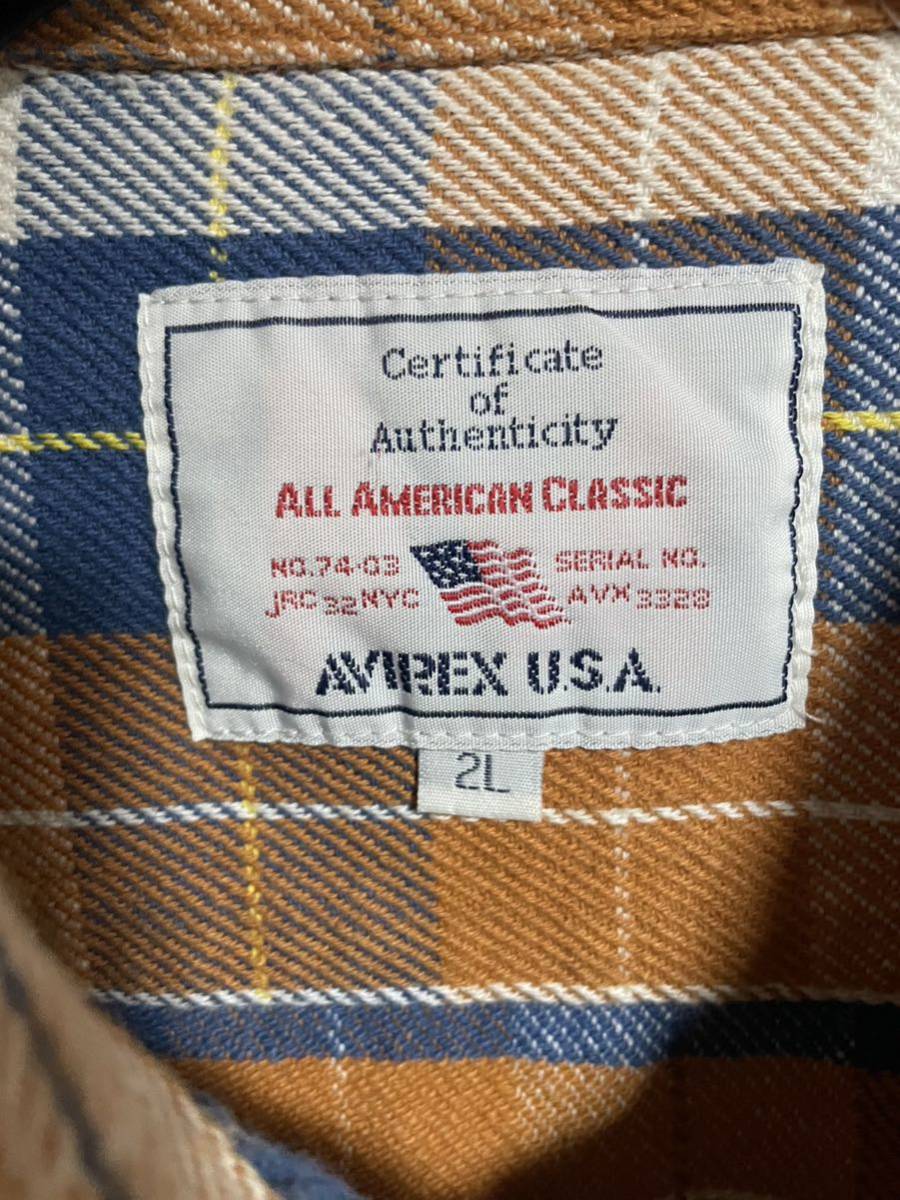 Certificate
of
Authenticity
ALL AMERICAN CLASSIC
NO.74-03 SERIAL NO.
JRC 32 NYC AVX 3328
AVIREX U.S.A.
2L